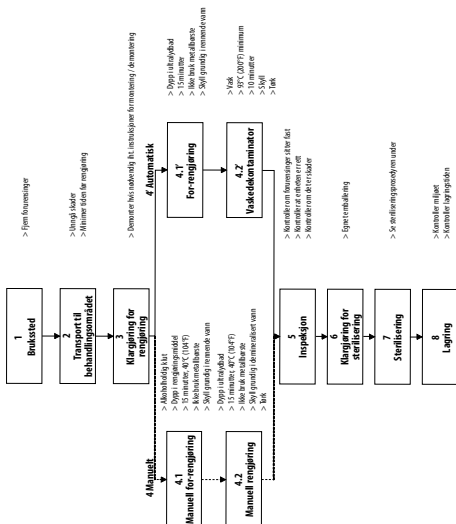 1
Brukssted
> Fjern forurensinger
2
Transport til
behandlingsområdet
> Unngå skader
> Minimer tiden før rengjøring
3
Klargjøring for
rengjøring
> Demonter hvis nødvendig iht. instruksjoner for montering / demontering
4 Manuelt
4' Automatisk
4.1
Manuell for-rengjøring
> Alkoholholdig klut
> Dypp i rengjøringsmiddel
> 15 minutter, 40°C (104°F)
> Ikke bruk metallbørste
> Skyll grundig i rennende vann
4.1'
For-rengjøring
> Dypp i ultralydbad
> 15 minutter
> Ikke bruk metallbørste
> Skyll grundig i rennende vann
4.2
Manuell rengjøring
> Dypp i ultralydbad
> 15 minutter, 40°C (104°F)
> Ikke bruk metallbørste
> Skyll grundig i demineralisert vann
> Tørk
4.2'
Vaskedekontaminator
> Vask
> 93°C (200°F) minimum
> 10 minutter
> Skyll
> Tørk
5
Inspeksjon
> Kontroller om forurensinger sitter fast
> Kontroller at enheten er rett
> Kontroller om det er skader
6
Klargjøring for
sterilisering
> Egnet emballering
7
Sterilisering
> Se steriliseringsprosedyren under
8
Lagring
> Kontroller miljøet
> Kontroller lagringstiden